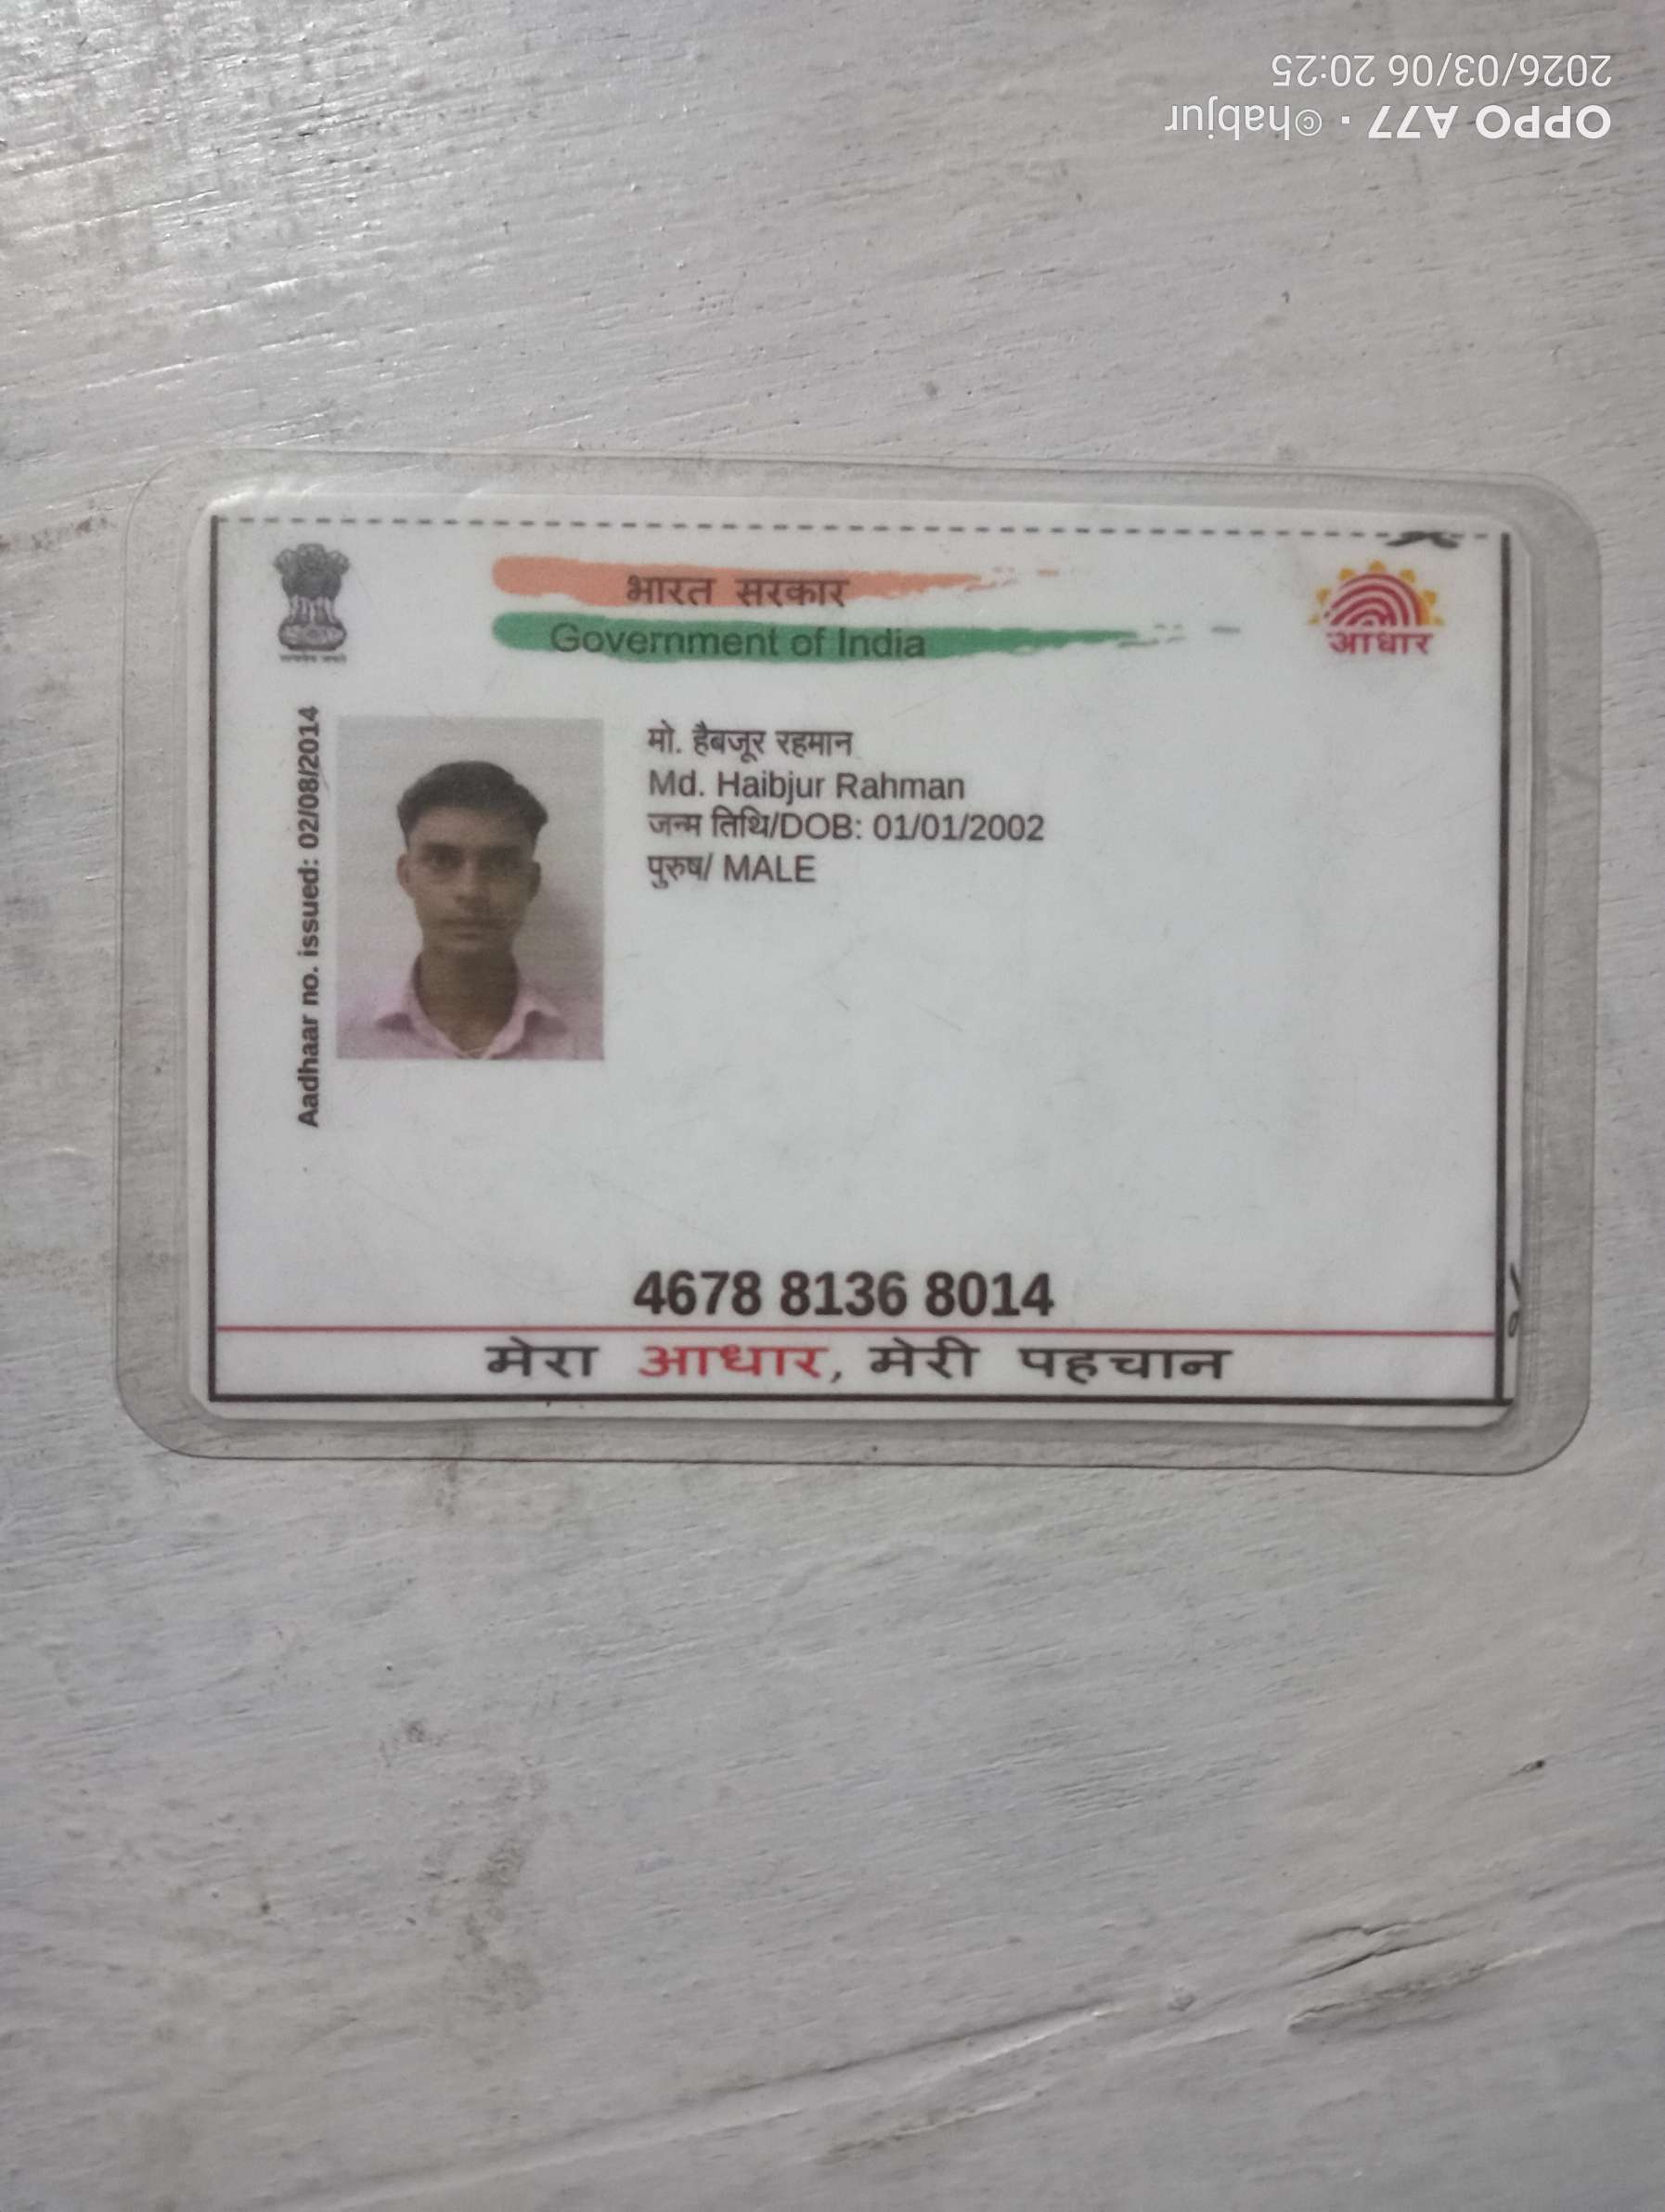 OPPO A77 · ©habjur
2026/03/06 20:25
भारत सरकार
Government of India
आधार
Aadhaar no. issued: 02/08/2014
मो. हैबजूर रहमान
Md. Haibjur Rahman
जन्म तिथि/DOB: 01/01/2002
पुरुष/ MALE
4678 8136 8014
मेरा आधार, मेरी पहचान